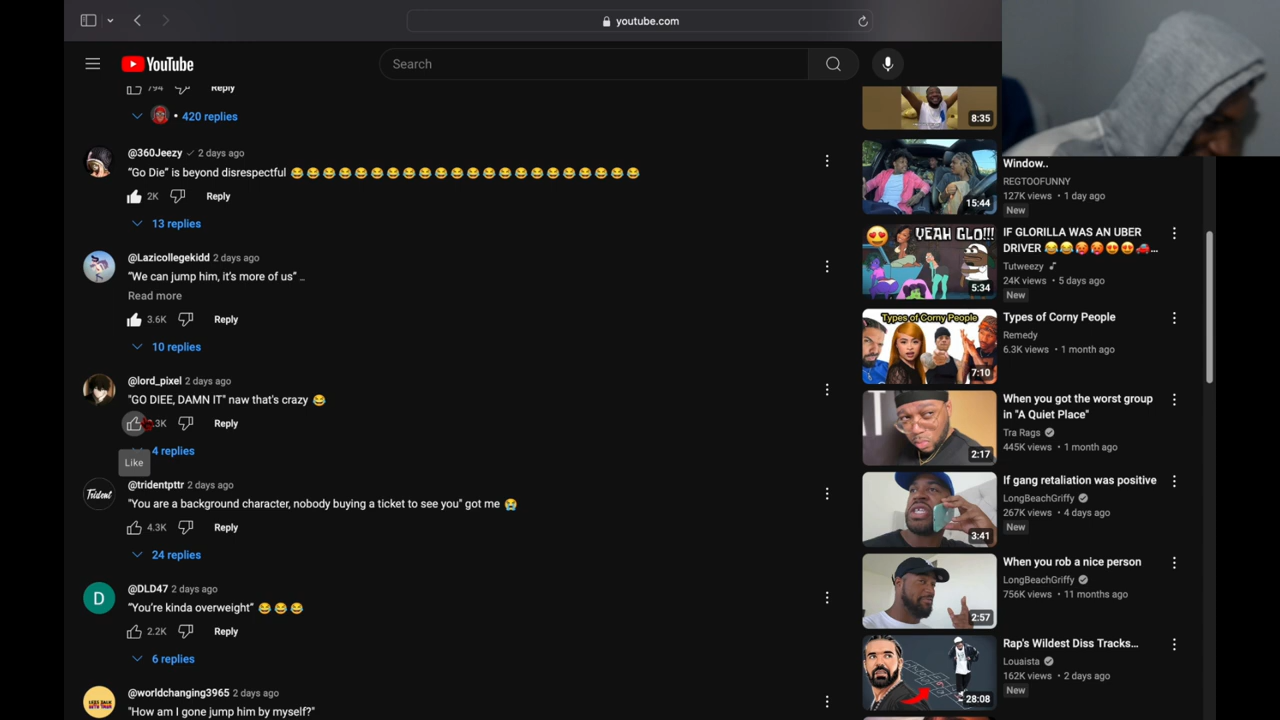 youtube.com
YouTube
Search
794 Reply
420 replies
@360Jeezy 2 days ago
“Go Die” is beyond disrespectful 😂😂😂😂😂😂😂😂😂😂😂😂😂😂😂😂😂😂😂😂😂😂
2K Reply
13 replies
@Lazicollegekidd 2 days ago
“We can jump him, it’s more of us” ..
Read more
3.6K Reply
10 replies
@lord_pixel 2 days ago
"GO DIEE, DAMN IT" naw that’s crazy 😂
Reply
4 replies
Like
@tridentpttr 2 days ago
Trident
"You are a background character, nobody buying a ticket to see you" got me 😭
4.3K Reply
24 replies
@DLD47 2 days ago
D
“You’re kinda overweight” 😂 😂 😂
2.2K Reply
6 replies
@worldchanging3965 2 days ago
"How am I gone jump him by myself?"
8:35
Window..
REGTOOFUNNY
127K views • 1 day ago
New
15:44
IF GLORILLA WAS AN UBER
DRIVER 😂😂🥵🥵😍😍🚗...
Tutweezy
24K views • 5 days ago
New
YEAH GLO!!!
5:34
Types of Corny People
Remedy
6.3K views • 1 month ago
Types of Corny People
7:10
When you got the worst group
in "A Quiet Place"
Tra Rags
445K views • 1 month ago
2:17
If gang retaliation was positive
LongBeachGriffy
267K views • 4 days ago
New
3:41
When you rob a nice person
LongBeachGriffy
756K views • 11 months ago
2:57
Rap's Wildest Diss Tracks...
Louaista
162K views • 2 days ago
New
28:08